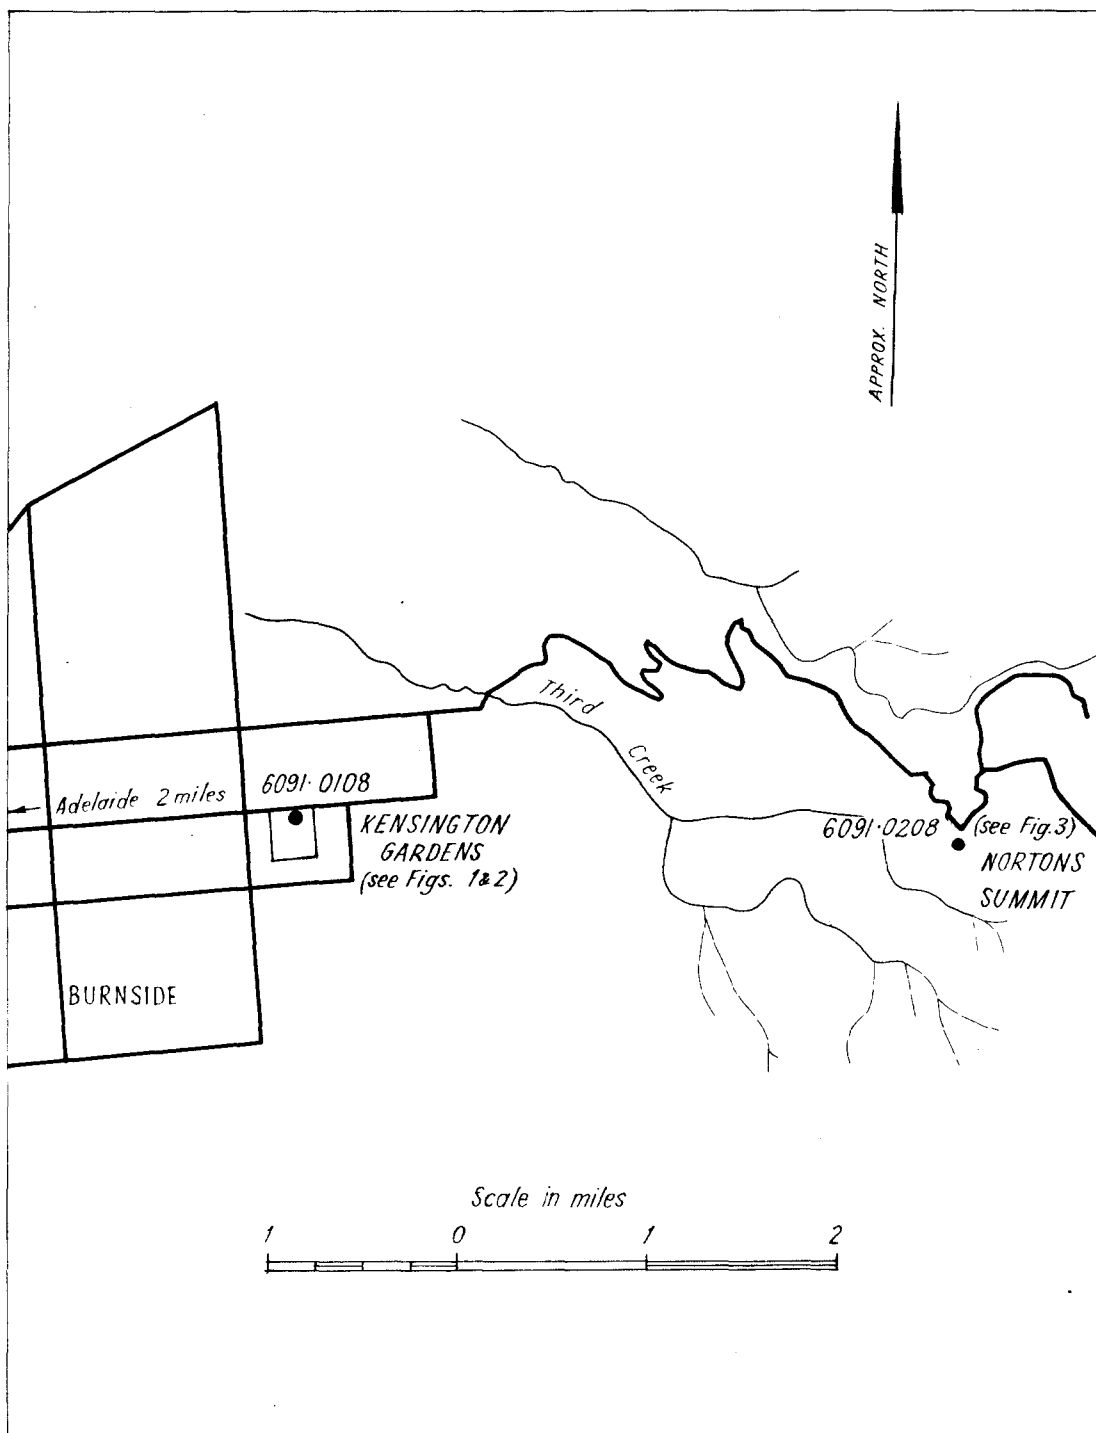 APPROX. NORTH
Third
Creek
6091·0108
Adelaide 2 miles
KENSINGTON
GARDENS
(see Figs. 1&2)
6091·0208
(see Fig.3)
NORTONS
SUMMIT
BURNSIDE
Scale in miles
1 0 1 2